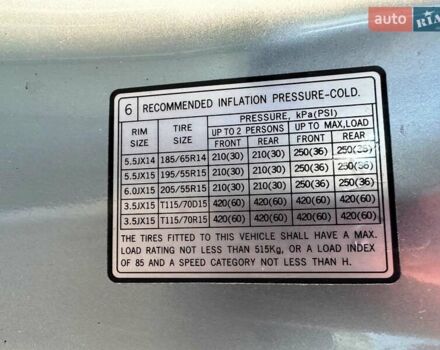 auto RIA
6 RECOMMENDED INFLATION PRESSURE-COLD.
RIM SIZE TIRE SIZE PRESSURE, kPa(PSI)
UP TO 2 PERSONS UP TO MAX,LOAD
FRONT REAR FRONT REAR
5.5JX14 185/65R14 210(30) 210(30) 250(36) 250(36)
5.5JX15 195/55R15 210(30) 210(30) 250(36) 250(36)
6.0JX15 205/55R15 210(30) 210(30) 250(36) 250(36)
3.5JX15 T115/70D15 420(60) 420(60) 420(60) 420(60)
3.5JX15 T115/70R15 420(60) 420(60) 420(60) 420(60)
THE TIRES FITTED TO THIS VEHICLE SHALL HAVE A MAX.
LOAD RATING NOT LESS THAN 515Kg, OR A LOAD INDEX
OF 85 AND A SPEED CATEGORY NOT LESS THAN H.